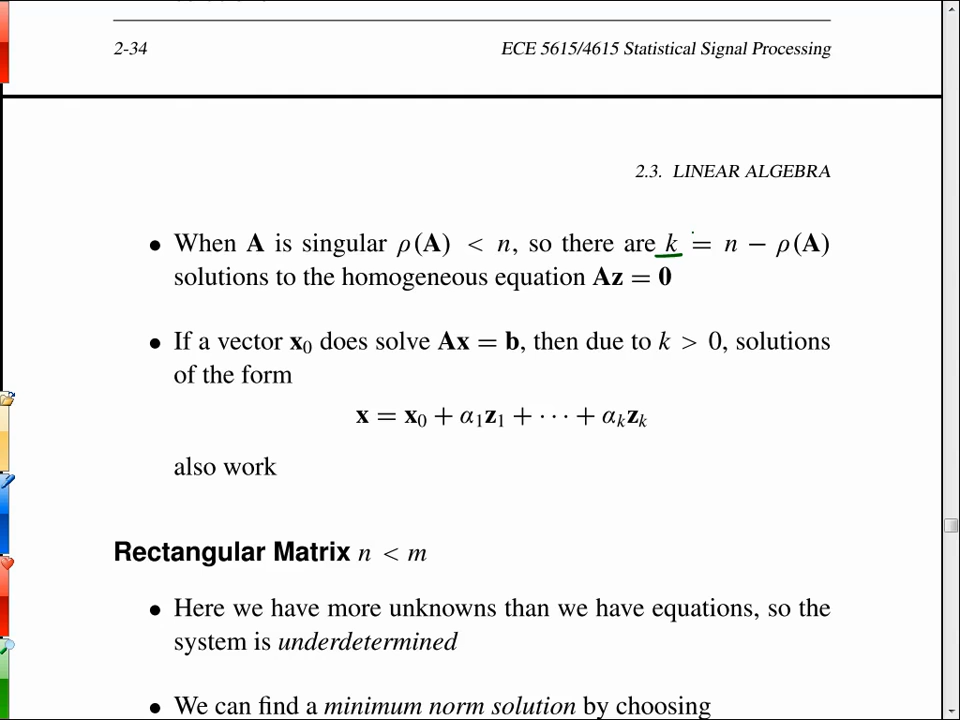 2-34 ECE 5615/4615 Statistical Signal Processing
2.3. LINEAR ALGEBRA
• When A is singular ρ(A) < n, so there are k = n − ρ(A)
solutions to the homogeneous equation Az = 0
• If a vector x₀ does solve Ax = b, then due to k > 0, solutions
of the form
x = x₀ + α₁z₁ + ··· + αₖzₖ
also work
Rectangular Matrix n < m
• Here we have more unknowns than we have equations, so the
system is underdetermined
• We can find a minimum norm solution by choosing